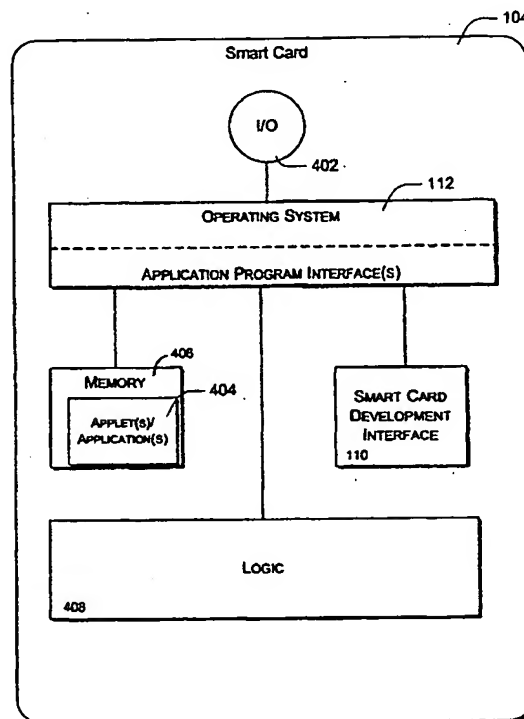 104
Smart Card
I/O
402
112
OPERATING SYSTEM
APPLICATION PROGRAM INTERFACE(S)
406
MEMORY
404
APPLET(S)/
APPLICATION(S)
SMART CARD
DEVELOPMENT
INTERFACE
110
LOGIC
408